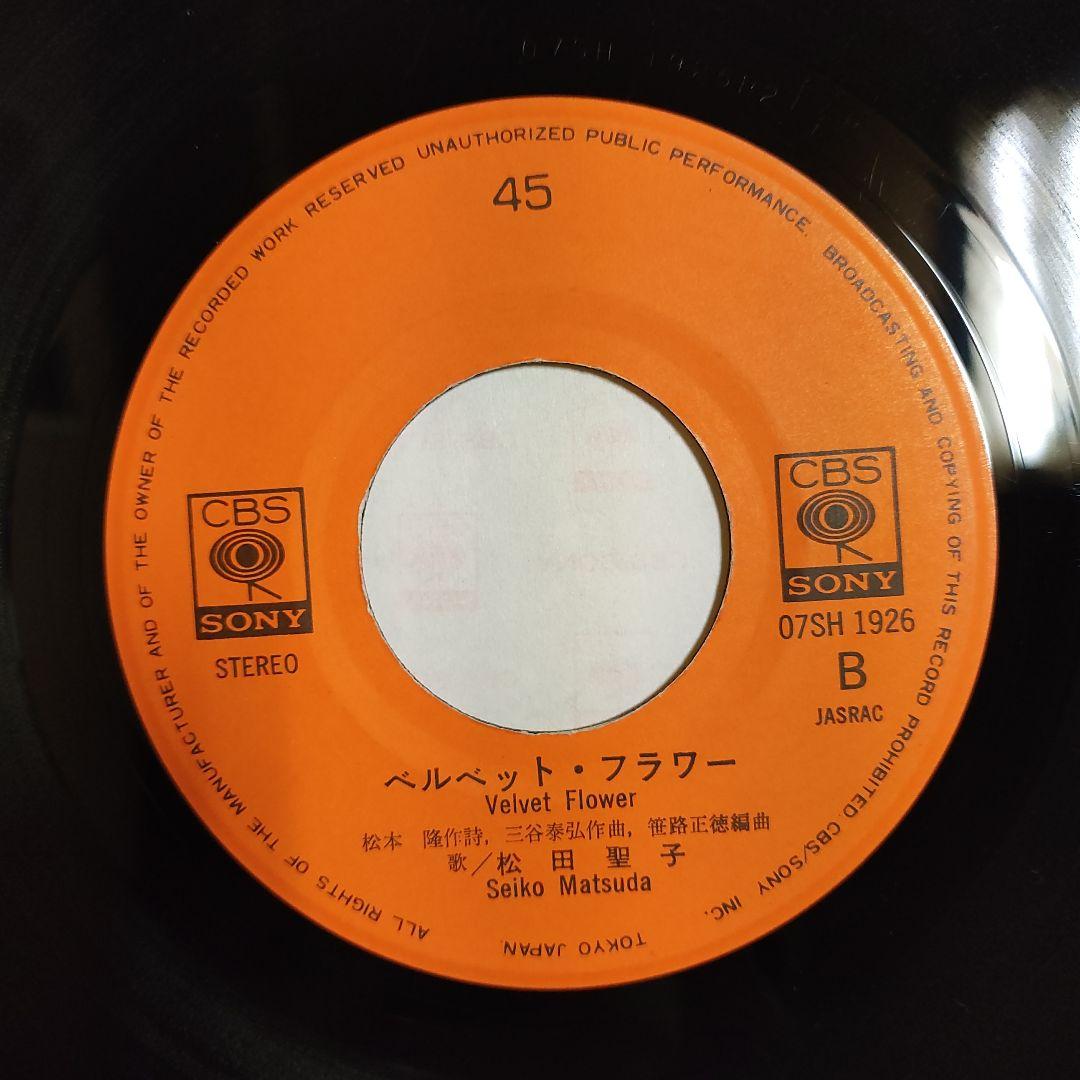 45
ALL RIGHTS OF THE MANUFACTURER AND OF THE OWNER OF THE RECORDED WORK RESERVED UNAUTHORIZED PUBLIC PERFORMANCE. BROADCASTING AND COPYING OF THIS RECORD PROHIBITED. CBS/SONY INC.
TOKYO JAPAN.
CBS
SONY
STEREO
CBS
SONY
07SH 1926
B
JASRAC
ベルベット・フラワー
Velvet Flower
松本 隆作詩, 三谷泰弘作曲, 笹路正徳編曲
歌/松田聖子
Seiko Matsuda